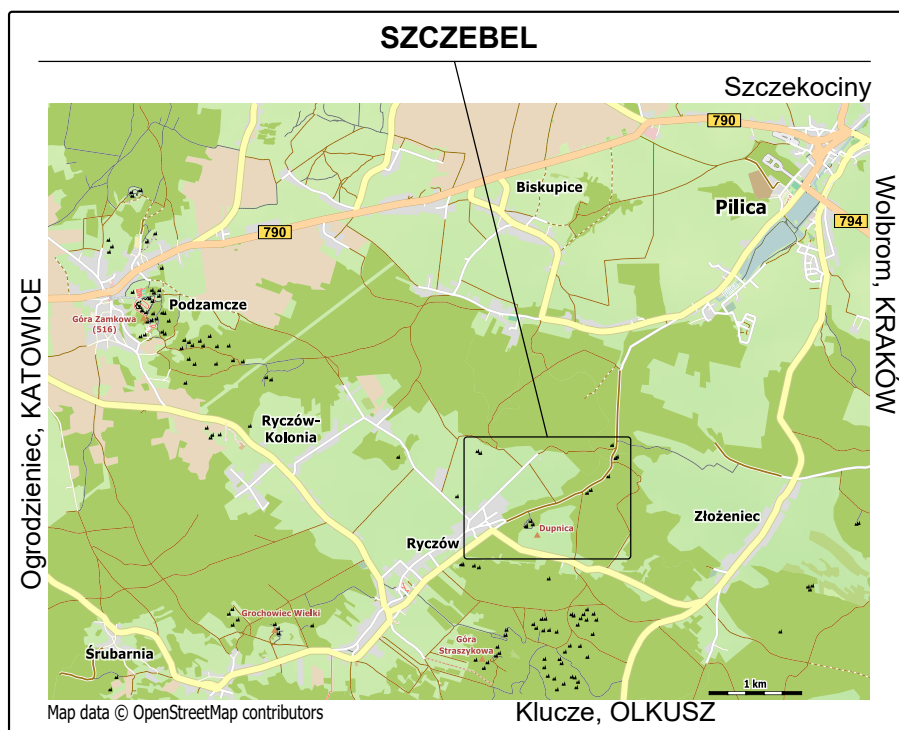 SZCZEBEL
Szczekociny
790
Biskupice
Pilica
794
790
Wolbrom, KRAKÓW
Podzamcze
Góra Zamkowa
(516)
Ogrodzieniec, KATOWICE
Ryczów-
Kolonia
Złożeniec
Dupnica
Ryczów
Grochowiec Wielki
Góra
Straszykowa
Śrubarnia
1 km
Map data © OpenStreetMap contributors
Klucze, OLKUSZ